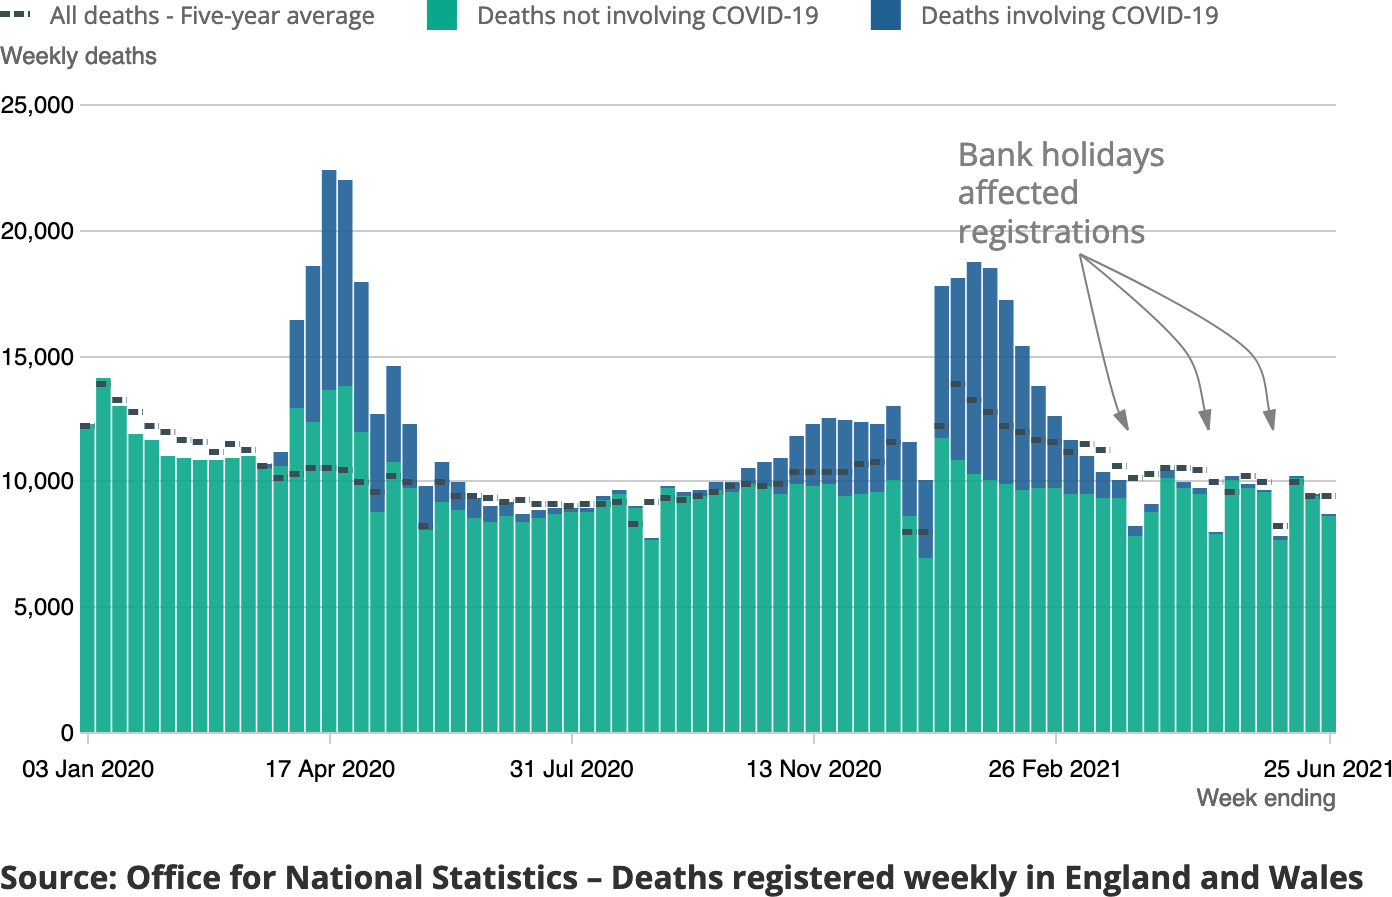 All deaths - Five-year average
Deaths not involving COVID-19
Deaths involving COVID-19
Weekly deaths
25,000
20,000
15,000
10,000
5,000
0
Bank holidays
affected
registrations
03 Jan 2020
17 Apr 2020
31 Jul 2020
13 Nov 2020
26 Feb 2021
25 Jun 2021
Week ending
Source: Office for National Statistics – Deaths registered weekly in England and Wales